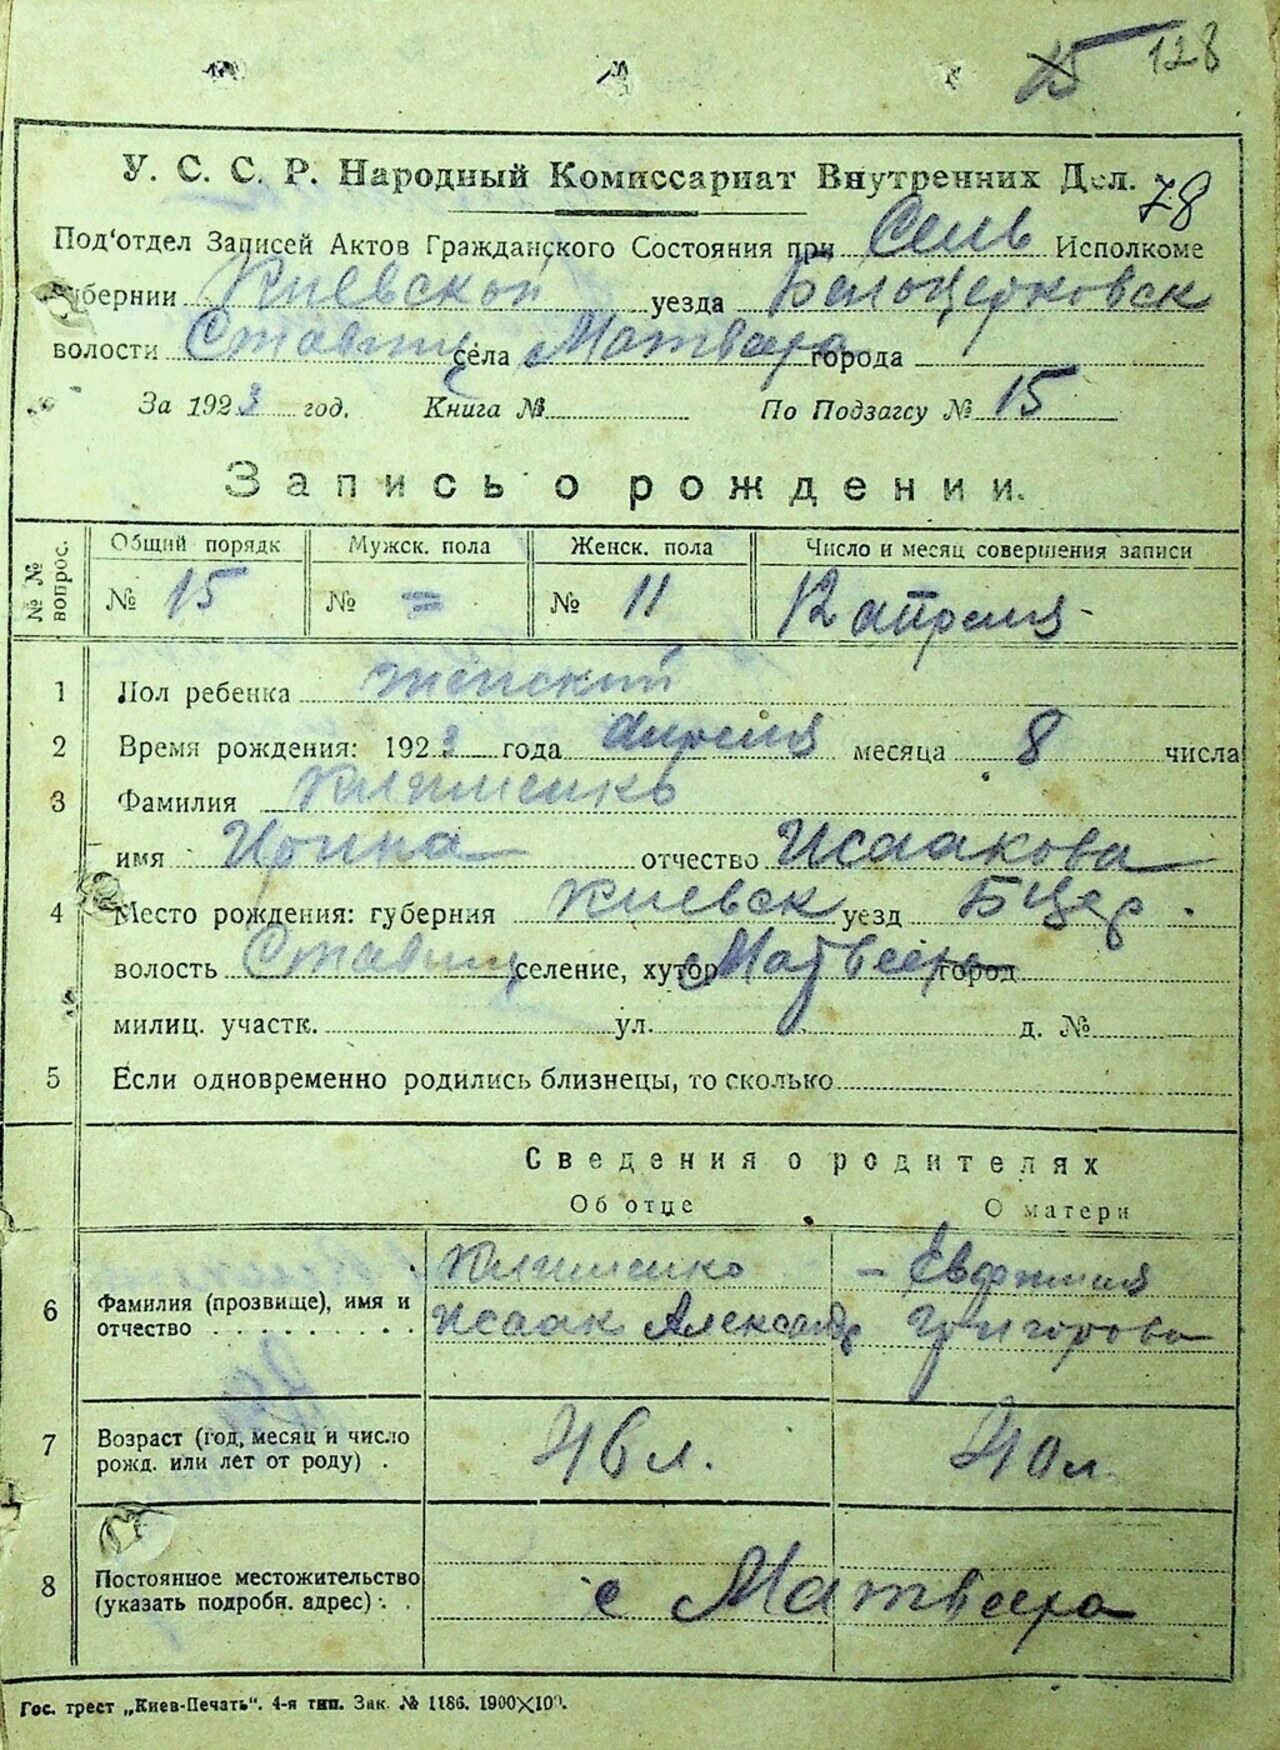 15 128
У. С. С. Р. Народный Комиссариат Внутренних Дел. 78
Под'отдел Записей Актов Гражданского Состояния при Сель Исполкоме
губернии Киевской уезда Белоцерковск
волости Ставищ села Матвеиха города
За 1923 год. Книга № По Подзагсу № 15
Запись о рождении.
№ № вопрос. Общий порядк Мужск. пола Женск. пола Число и месяц совершения записи
№ 15 № = № 11 12 апреля
1 Пол ребенка женский
2 Время рождения: 1923 года апреля месяца 8 числа
3 Фамилия Клименко
имя Ирина отчество Исаакова
4 Место рождения: губерния Киевск уезд БЦер.
волость Ставищ селение, хутор Матвеиха город
милиц. участк. ул. д. №
5 Если одновременно родились близнецы, то сколько
Сведения о родителях
Об отце О матери
Клименко – Евфимия
6 Фамилия (прозвище), имя и
отчество Исаак Александр Григорова
7 Возраст (год, месяц и число
рожд. или лет от роду) . 46 л. 40 л.
8 Постоянное местожительство
(указать подробн. адрес) . с Матвеиха
Гос. трест „Киев-Печать". 4-я тип. Зак. № 1186. 1900×100.